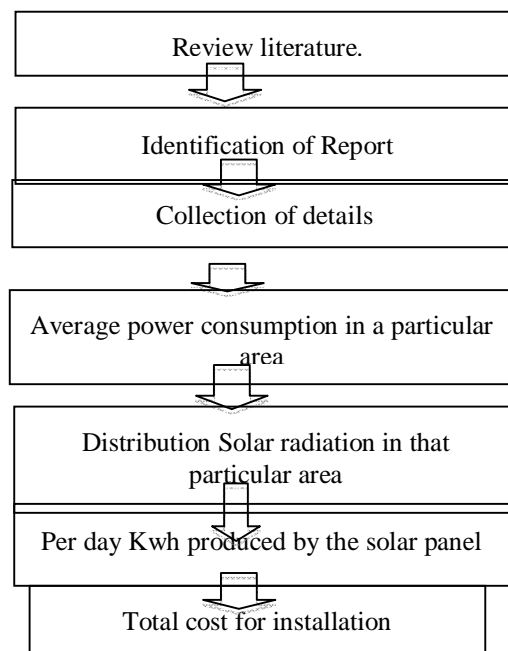 Review literature.
Identification of Report
Collection of details
Average power consumption in a particular
area
Distribution Solar radiation in that
particular area
Per day Kwh produced by the solar panel
Total cost for installation